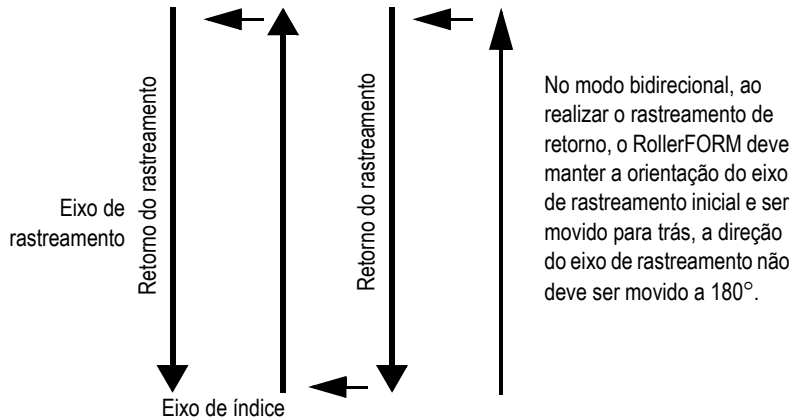 Eixo de
rastreamento
Retorno do rastreamento
Retorno do rastreamento
Eixo de índice
No modo bidirecional, ao
realizar o rastreamento de
retorno, o RollerFORM deve
manter a orientação do eixo
de rastreamento inicial e ser
movido para trás, a direção
do eixo de rastreamento não
deve ser movido a 180°.